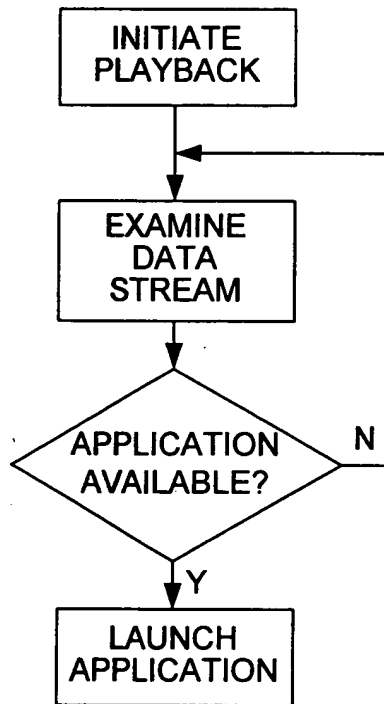 INITIATE
PLAYBACK
EXAMINE
DATA
STREAM
APPLICATION
AVAILABLE?
N
Y
LAUNCH
APPLICATION